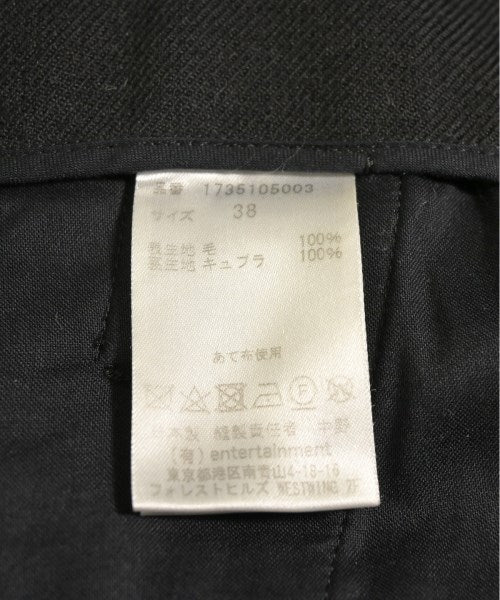 品番 1735105003
サイズ 38
表生地 毛 100%
裏生地 キュプラ 100%
あて布使用
日本製 縫製責任者 中野
(有) entertainment
東京都港区南青山4-18-16
フォレストヒルズ WESTWING 2F